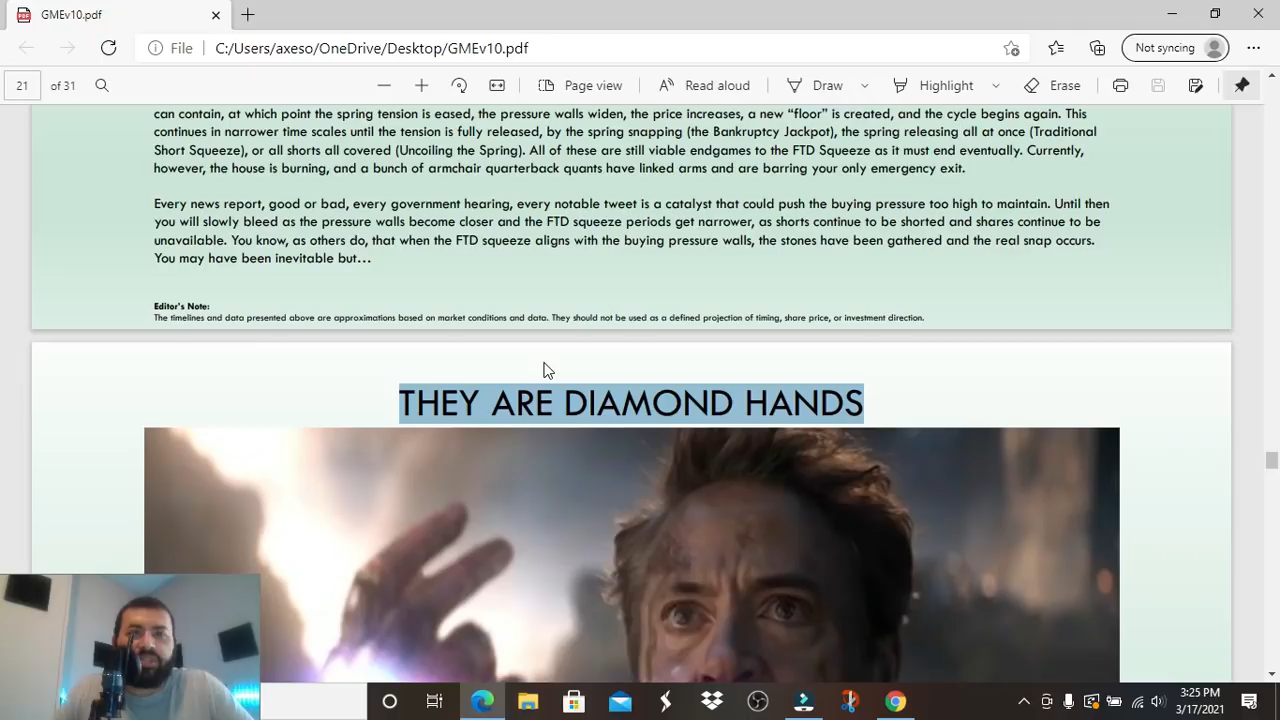 GMEv10.pdf
File
C:/Users/axeso/OneDrive/Desktop/GMEv10.pdf
Not syncing
21 of 31
Page view
Read aloud
Draw
Highlight
Erase
can contain, at which point the spring tension is eased, the pressure walls widen, the price increases, a new “floor” is created, and the cycle begins again. This
continues in narrower time scales until the tension is fully released, by the spring snapping (the Bankruptcy Jackpot), the spring releasing all at once (Traditional
Short Squeeze), or all shorts all covered (Uncoiling the Spring). All of these are still viable endgames to the FTD Squeeze as it must end eventually. Currently,
however, the house is burning, and a bunch of armchair quarterback quants have linked arms and are barring your only emergency exit.
Every news report, good or bad, every government hearing, every notable tweet is a catalyst that could push the buying pressure too high to maintain. Until then
you will slowly bleed as the pressure walls become closer and the FTD squeeze periods get narrower, as shorts continue to be shorted and shares continue to be
unavailable. You know, as others do, that when the FTD squeeze aligns with the buying pressure walls, the stones have been gathered and the real snap occurs.
You may have been inevitable but…
Editor's Note:
The timelines and data presented above are approximations based on market conditions and data. They should not be used as a defined projection of timing, share price, or investment direction.
THEY ARE DIAMOND HANDS
3:25 PM
3/17/2021